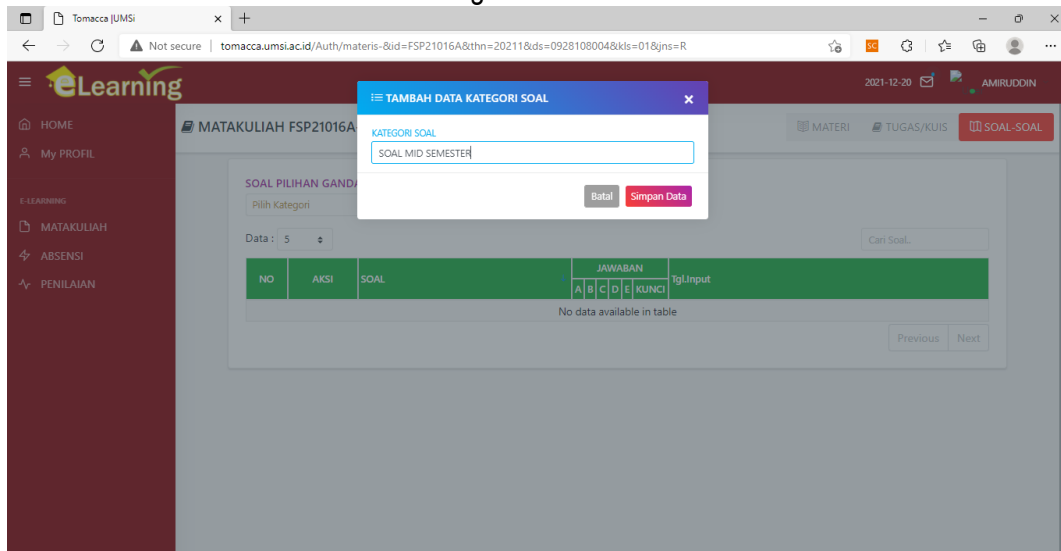 Tomacca |UMSi
Not secure | tomacca.umsi.ac.id/Auth/materis-&id=FSP21016A&thn=20211&ds=0928108004&kls=01&jns=R
SC
eLearning
2021-12-20
AMIRUDDIN
TAMBAH DATA KATEGORI SOAL
KATEGORI SOAL
SOAL MID SEMESTER
Batal Simpan Data
HOME
My PROFIL
E-LEARNING
MATAKULIAH
ABSENSI
PENILAIAN
MATAKULIAH FSP21016A
MATERI TUGAS/KUIS SOAL-SOAL
SOAL PILIHAN GANDA
Pilih Kategori
Data : 5
Cari Soal..
NO AKSI SOAL JAWABAN Tgl.Input
A B C D E KUNCI
No data available in table
Previous Next